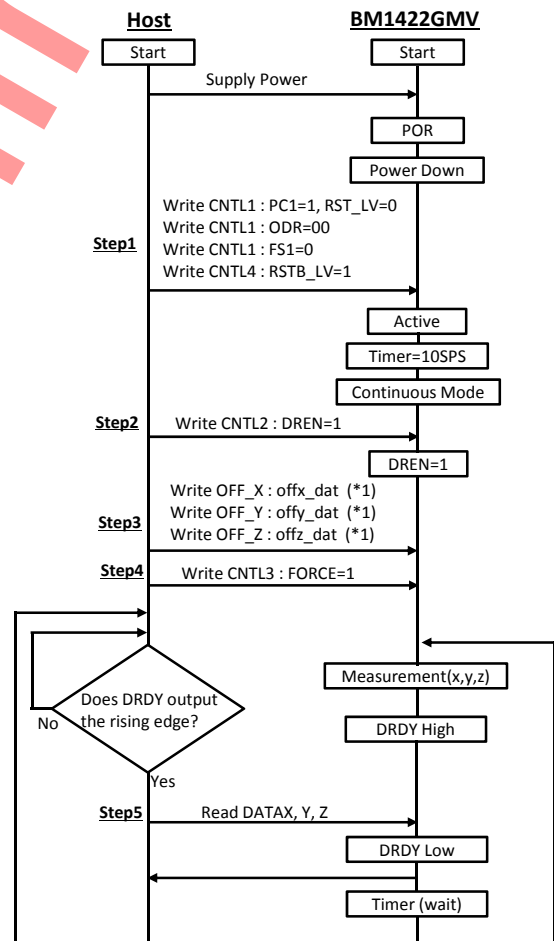 Host
BM1422GMV
Start
Start
Supply Power
POR
Power Down
Write CNTL1 : PC1=1, RST_LV=0
Write CNTL1 : ODR=00
Step1
Write CNTL1 : FS1=0
Write CNTL4 : RSTB_LV=1
Active
Timer=10SPS
Continuous Mode
Step2
Write CNTL2 : DREN=1
DREN=1
Write OFF_X : offx_dat (*1)
Write OFF_Y : offy_dat (*1)
Step3
Write OFF_Z : offz_dat (*1)
Step4
Write CNTL3 : FORCE=1
Measurement(x,y,z)
Does DRDY output
the rising edge?
No
DRDY High
Yes
Step5
Read DATAX, Y, Z
DRDY Low
Timer (wait)